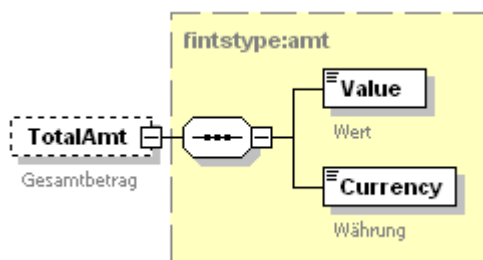 fintstype:amt
Value
Wert
TotalAmt
Gesamtbetrag
Currency
Währung